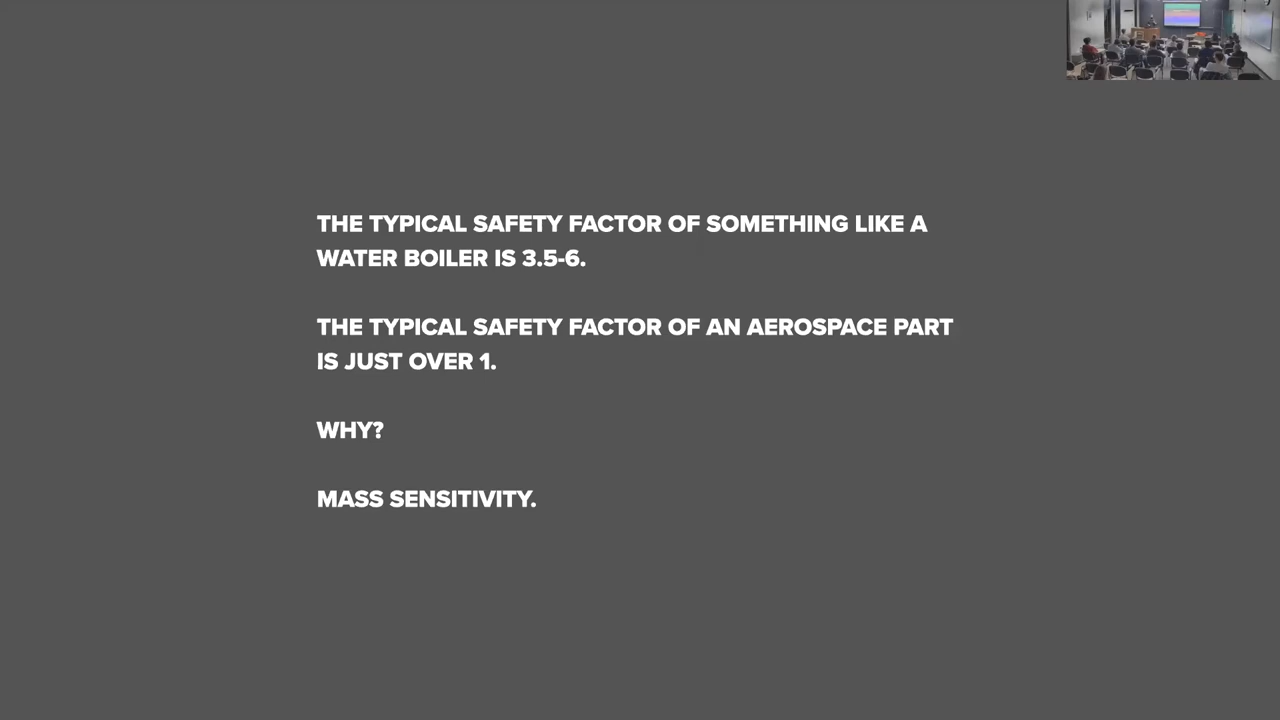 THE TYPICAL SAFETY FACTOR OF SOMETHING LIKE A
WATER BOILER IS 3.5-6.
THE TYPICAL SAFETY FACTOR OF AN AEROSPACE PART
IS JUST OVER 1.
WHY?
MASS SENSITIVITY.